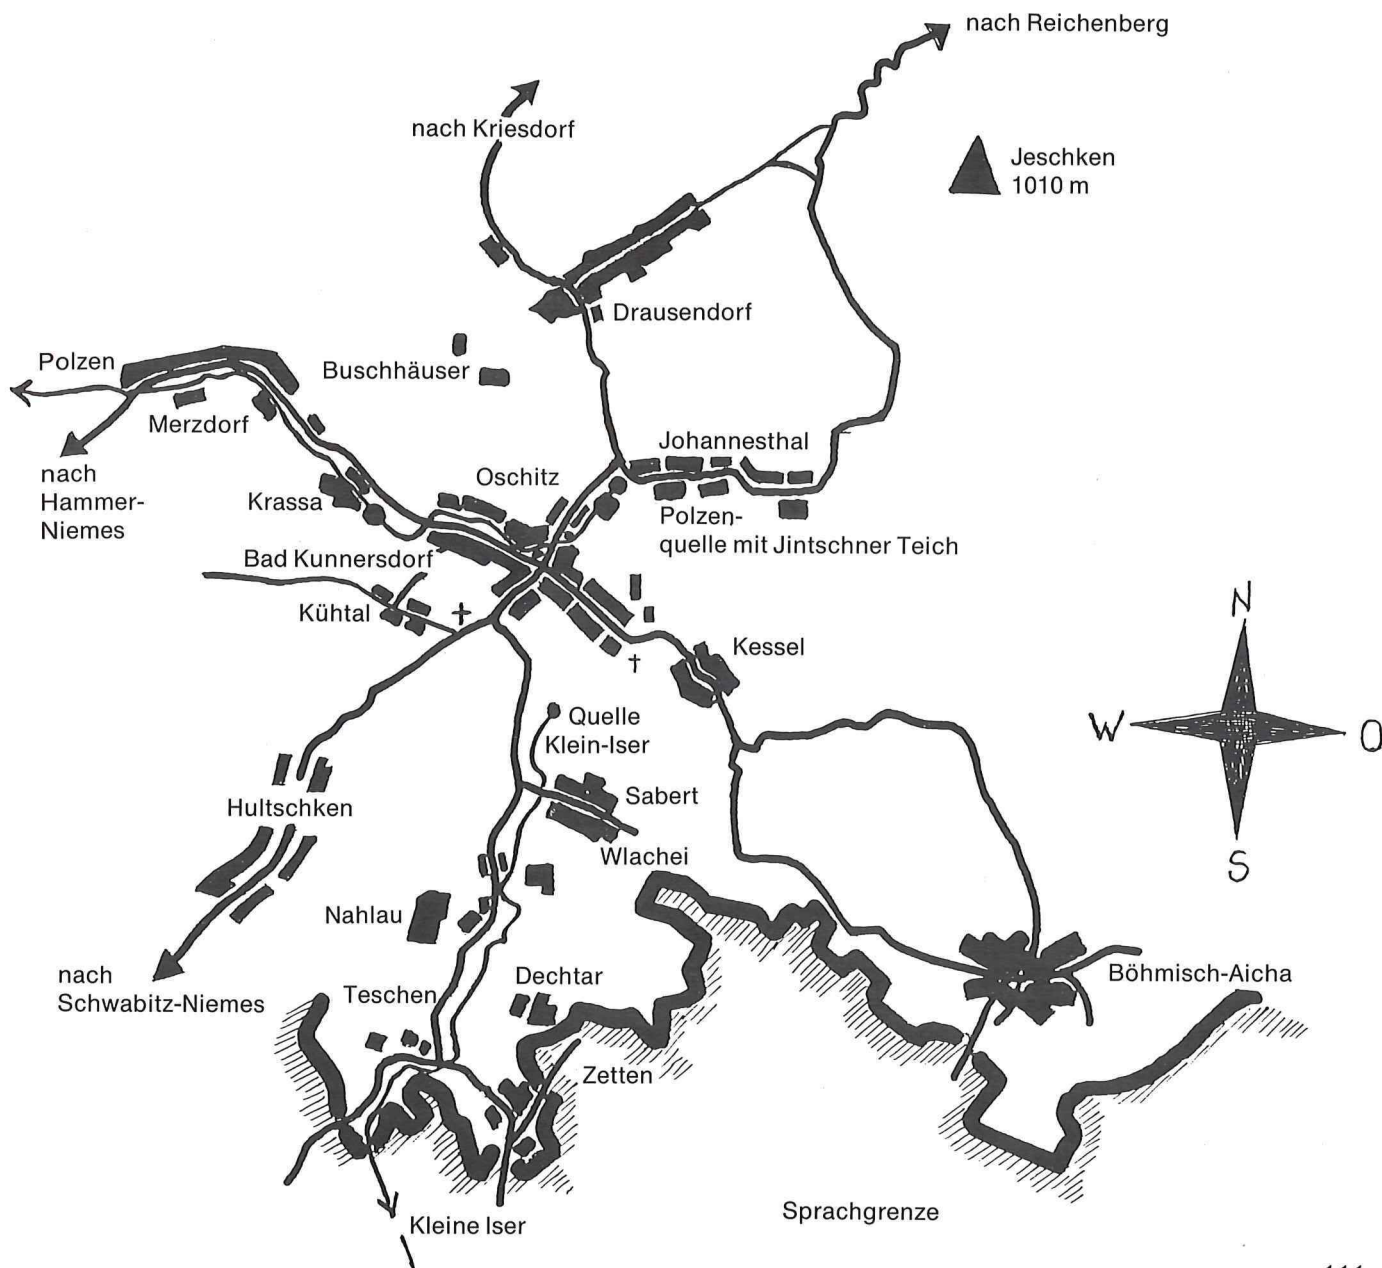 nach Reichenberg
nach Kriesdorf
Jeschken
1010 m
Drausendorf
Polzen
Buschhäuser
Merzdorf
Johannesthal
nach
Hammer-
Niemes
Oschitz
Krassa
Polzen-
quelle mit Jintschner Teich
Bad Kunnersdorf
Kühtal
N
Kessel
Quelle
Klein-Iser
W
O
Sabert
Hultschken
Wlachei
S
Nahlau
nach
Schwabitz-Niemes
Teschen
Dechtar
Böhmisch-Aicha
Zetten
Sprachgrenze
Kleine Iser